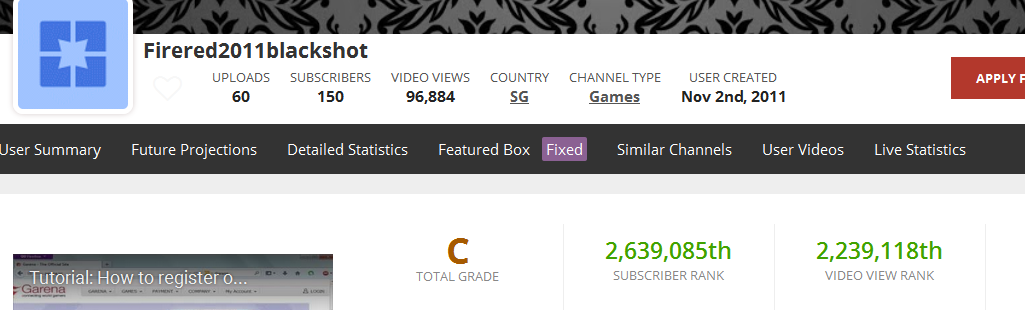 Firered2011blackshot
UPLOADS SUBSCRIBERS VIDEO VIEWS COUNTRY CHANNEL TYPE USER CREATED
60 150 96,884 SG Games Nov 2nd, 2011
APPLY F
User Summary Future Projections Detailed Statistics Featured Box Fixed Similar Channels User Videos Live Statistics
C 2,639,085th 2,239,118th
TOTAL GRADE SUBSCRIBER RANK VIDEO VIEW RANK
Tutorial: How to register o...
Garena